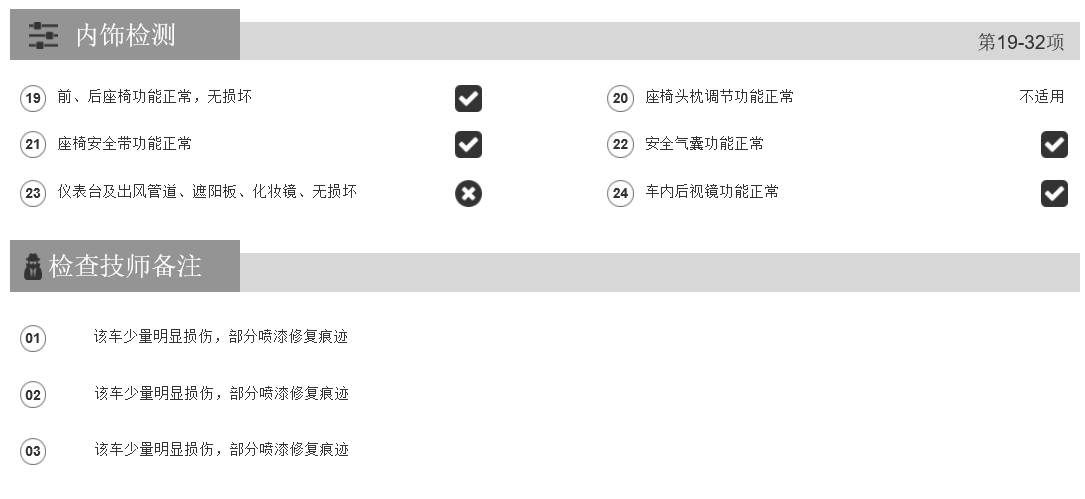 内饰检测
第19-32项
19 前、后座椅功能正常，无损坏
20 座椅头枕调节功能正常 不适用
21 座椅安全带功能正常
22 安全气囊功能正常
23 仪表台及出风管道、遮阳板、化妆镜、无损坏
24 车内后视镜功能正常
检查技师备注
01 该车少量明显损伤，部分喷漆修复痕迹
02 该车少量明显损伤，部分喷漆修复痕迹
03 该车少量明显损伤，部分喷漆修复痕迹